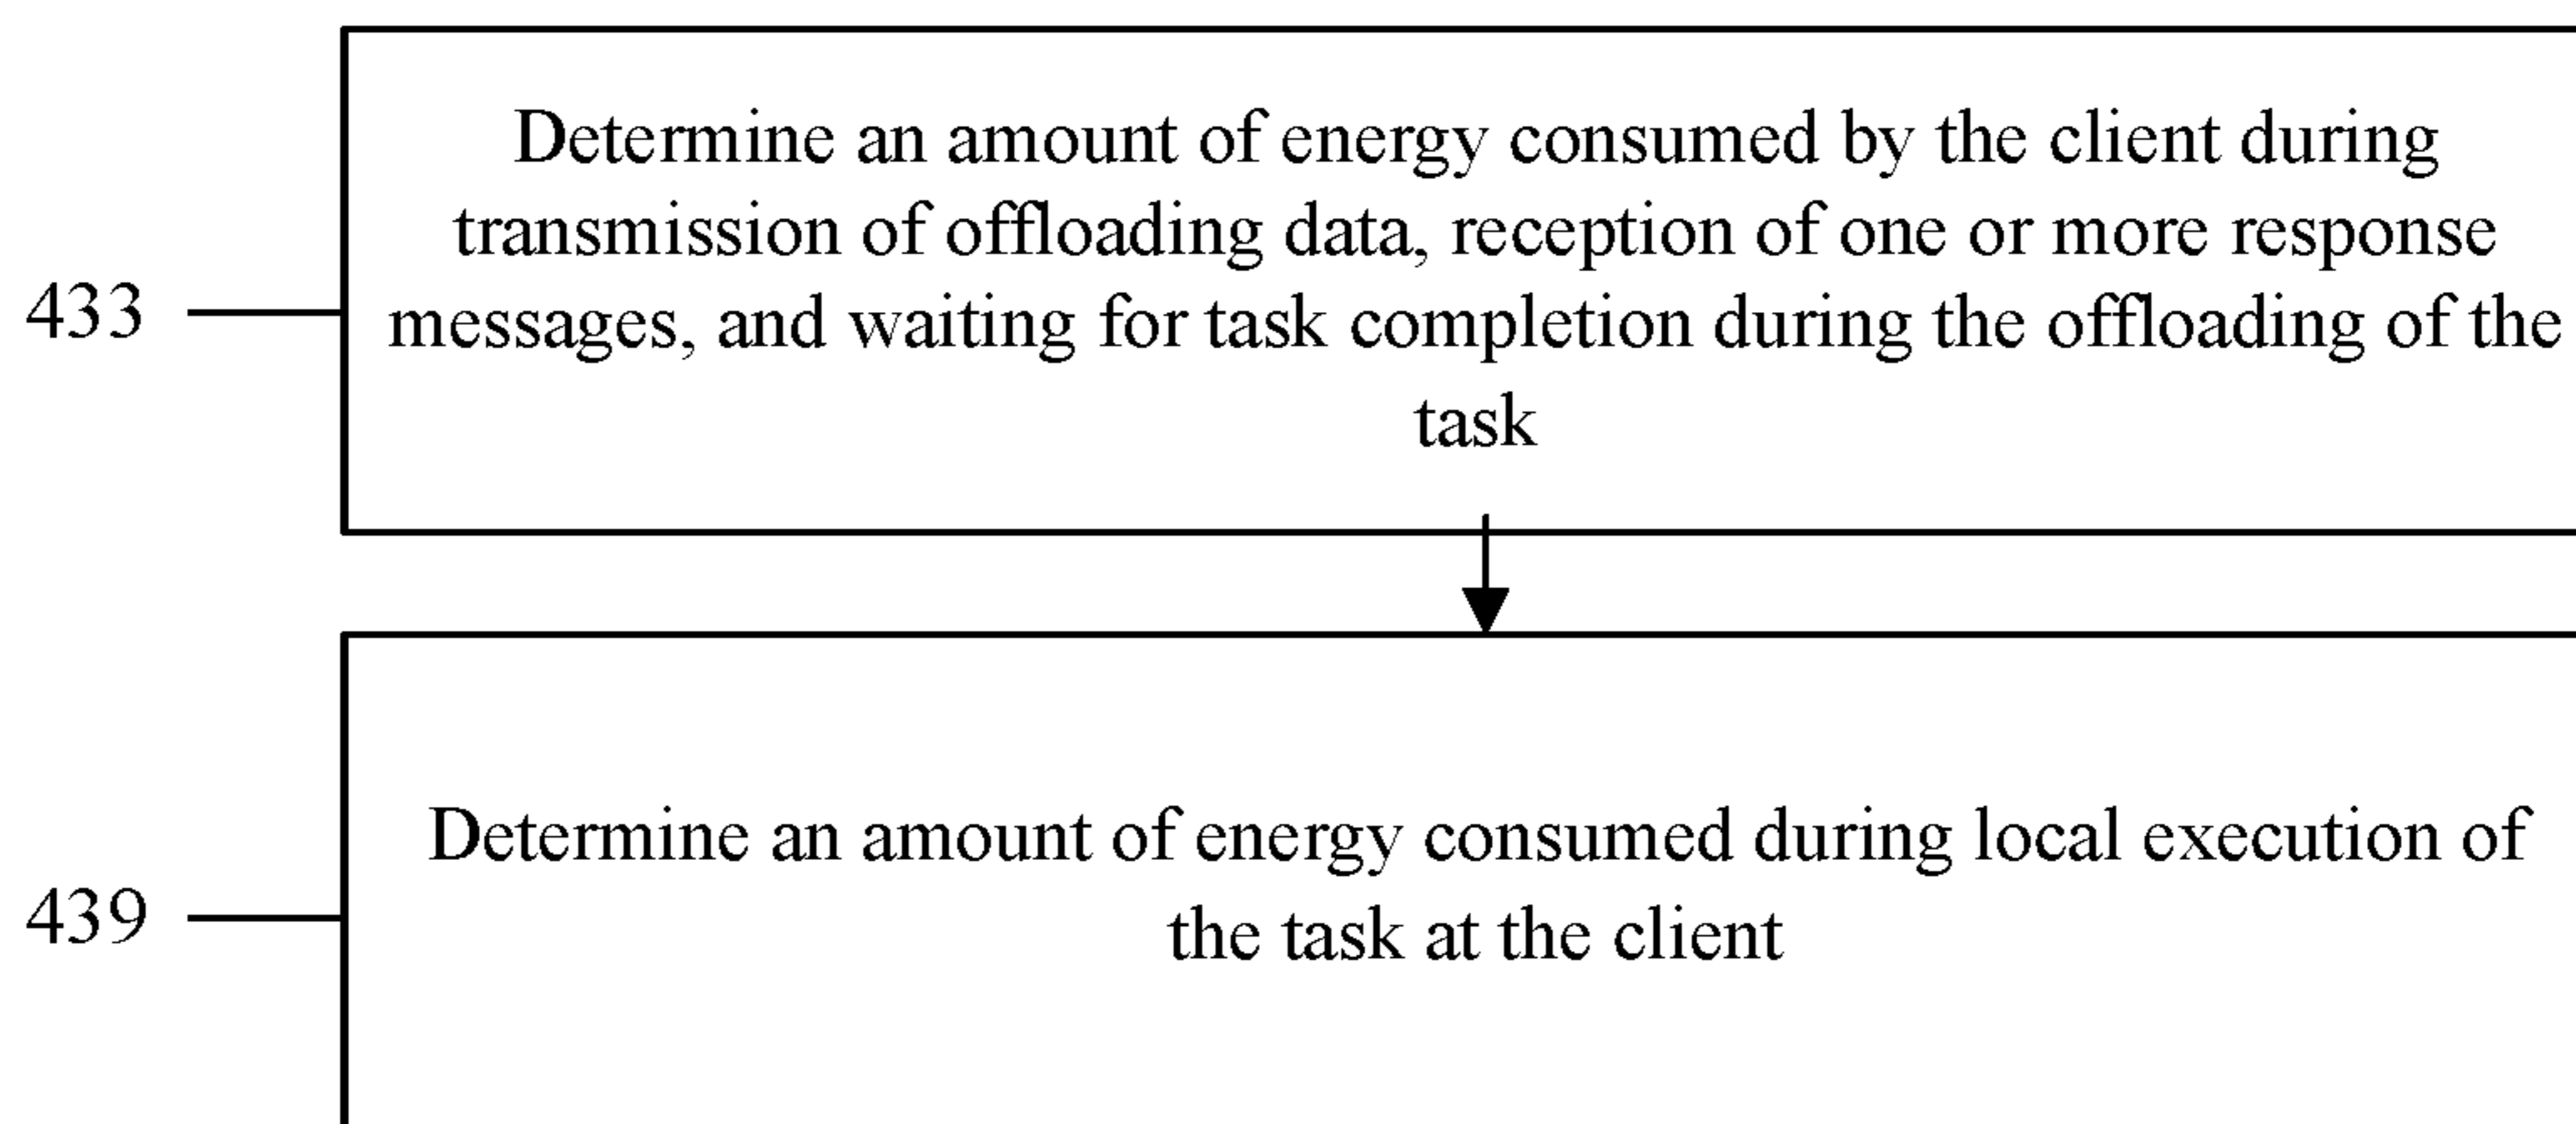 Determine an amount of energy consumed by the client during
transmission of offloading data, reception of one or more response
433
messages, and waiting for task completion during the offloading of the
task
Determine an amount of energy consumed during local execution of
439
the task at the client